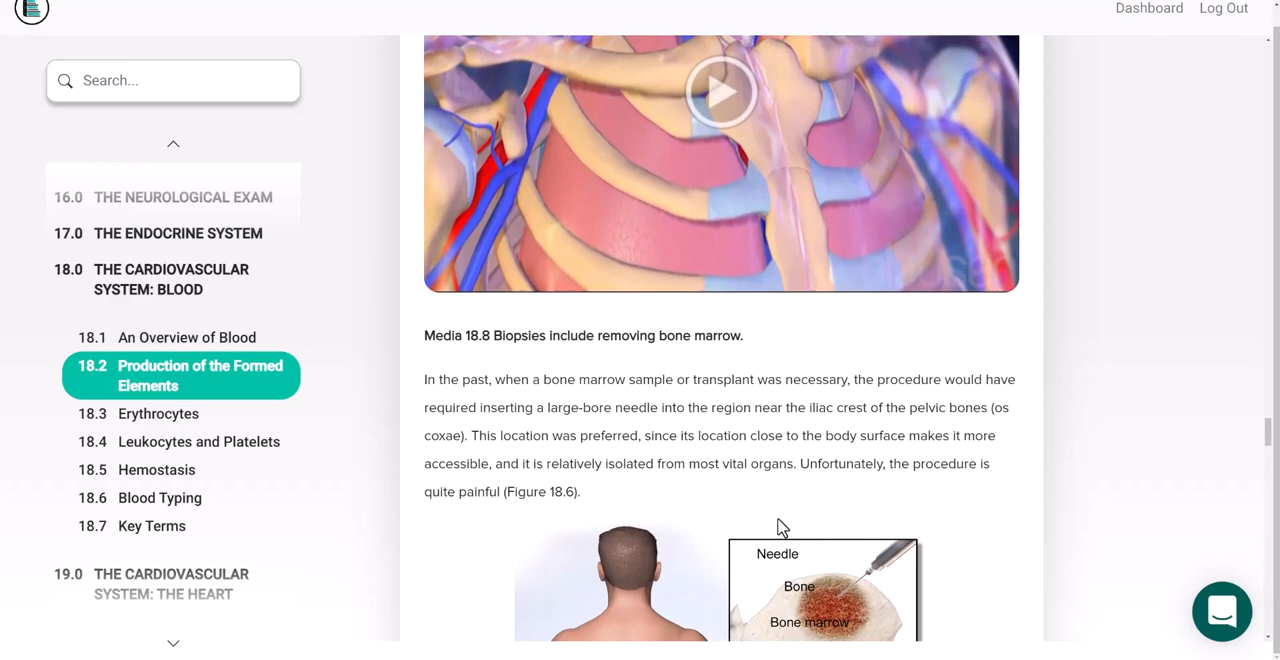 Dashboard Log Out
Search...
16.0 THE NEUROLOGICAL EXAM
17.0 THE ENDOCRINE SYSTEM
18.0 THE CARDIOVASCULAR
SYSTEM: BLOOD
18.1 An Overview of Blood
18.2 Production of the Formed
Elements
18.3 Erythrocytes
18.4 Leukocytes and Platelets
18.5 Hemostasis
18.6 Blood Typing
18.7 Key Terms
19.0 THE CARDIOVASCULAR
SYSTEM: THE HEART
Media 18.8 Biopsies include removing bone marrow.
In the past, when a bone marrow sample or transplant was necessary, the procedure would have
required inserting a large-bore needle into the region near the iliac crest of the pelvic bones (os
coxae). This location was preferred, since its location close to the body surface makes it more
accessible, and it is relatively isolated from most vital organs. Unfortunately, the procedure is
quite painful (Figure 18.6).
Needle
Bone
Bone marrow